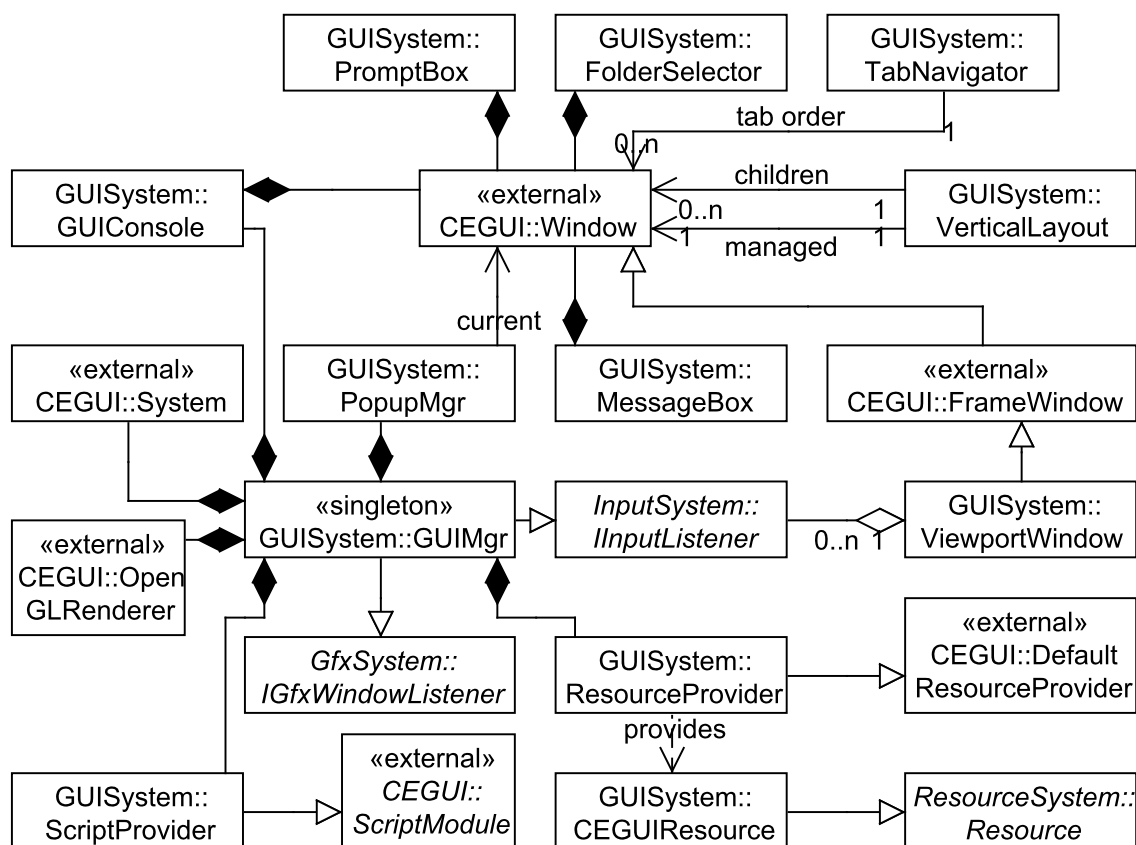 GUISystem::
PromptBox
GUISystem::
FolderSelector
GUISystem::
TabNavigator
tab order
1
0..n
GUISystem::
GUIConsole
«external»
CEGUI::Window
children
0..n
1
1
1
managed
GUISystem::
VerticalLayout
current
«external»
CEGUI::System
GUISystem::
PopupMgr
GUISystem::
MessageBox
«external»
CEGUI::FrameWindow
«singleton»
GUISystem::GUIMgr
InputSystem::
IInputListener
0..n
1
GUISystem::
ViewportWindow
«external»
CEGUI::Open
GLRenderer
GfxSystem::
IGfxWindowListener
GUISystem::
ResourceProvider
«external»
CEGUI::Default
ResourceProvider
provides
GUISystem::
ScriptProvider
«external»
CEGUI::
ScriptModule
GUISystem::
CEGUIResource
ResourceSystem::
Resource